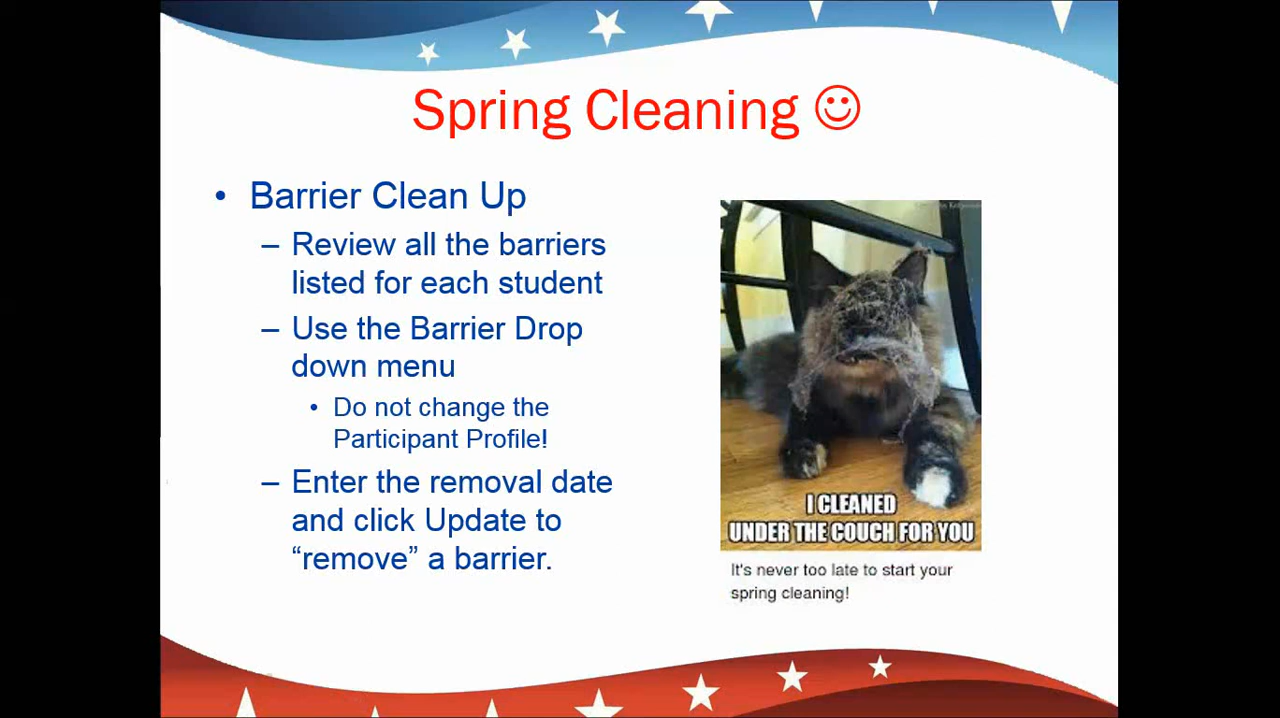 Spring Cleaning ☺
• Barrier Clean Up
– Review all the barriers
listed for each student
– Use the Barrier Drop
down menu
• Do not change the
Participant Profile!
– Enter the removal date
and click Update to
“remove” a barrier.
I CLEANED
UNDER THE COUCH FOR YOU
It's never too late to start your
spring cleaning!